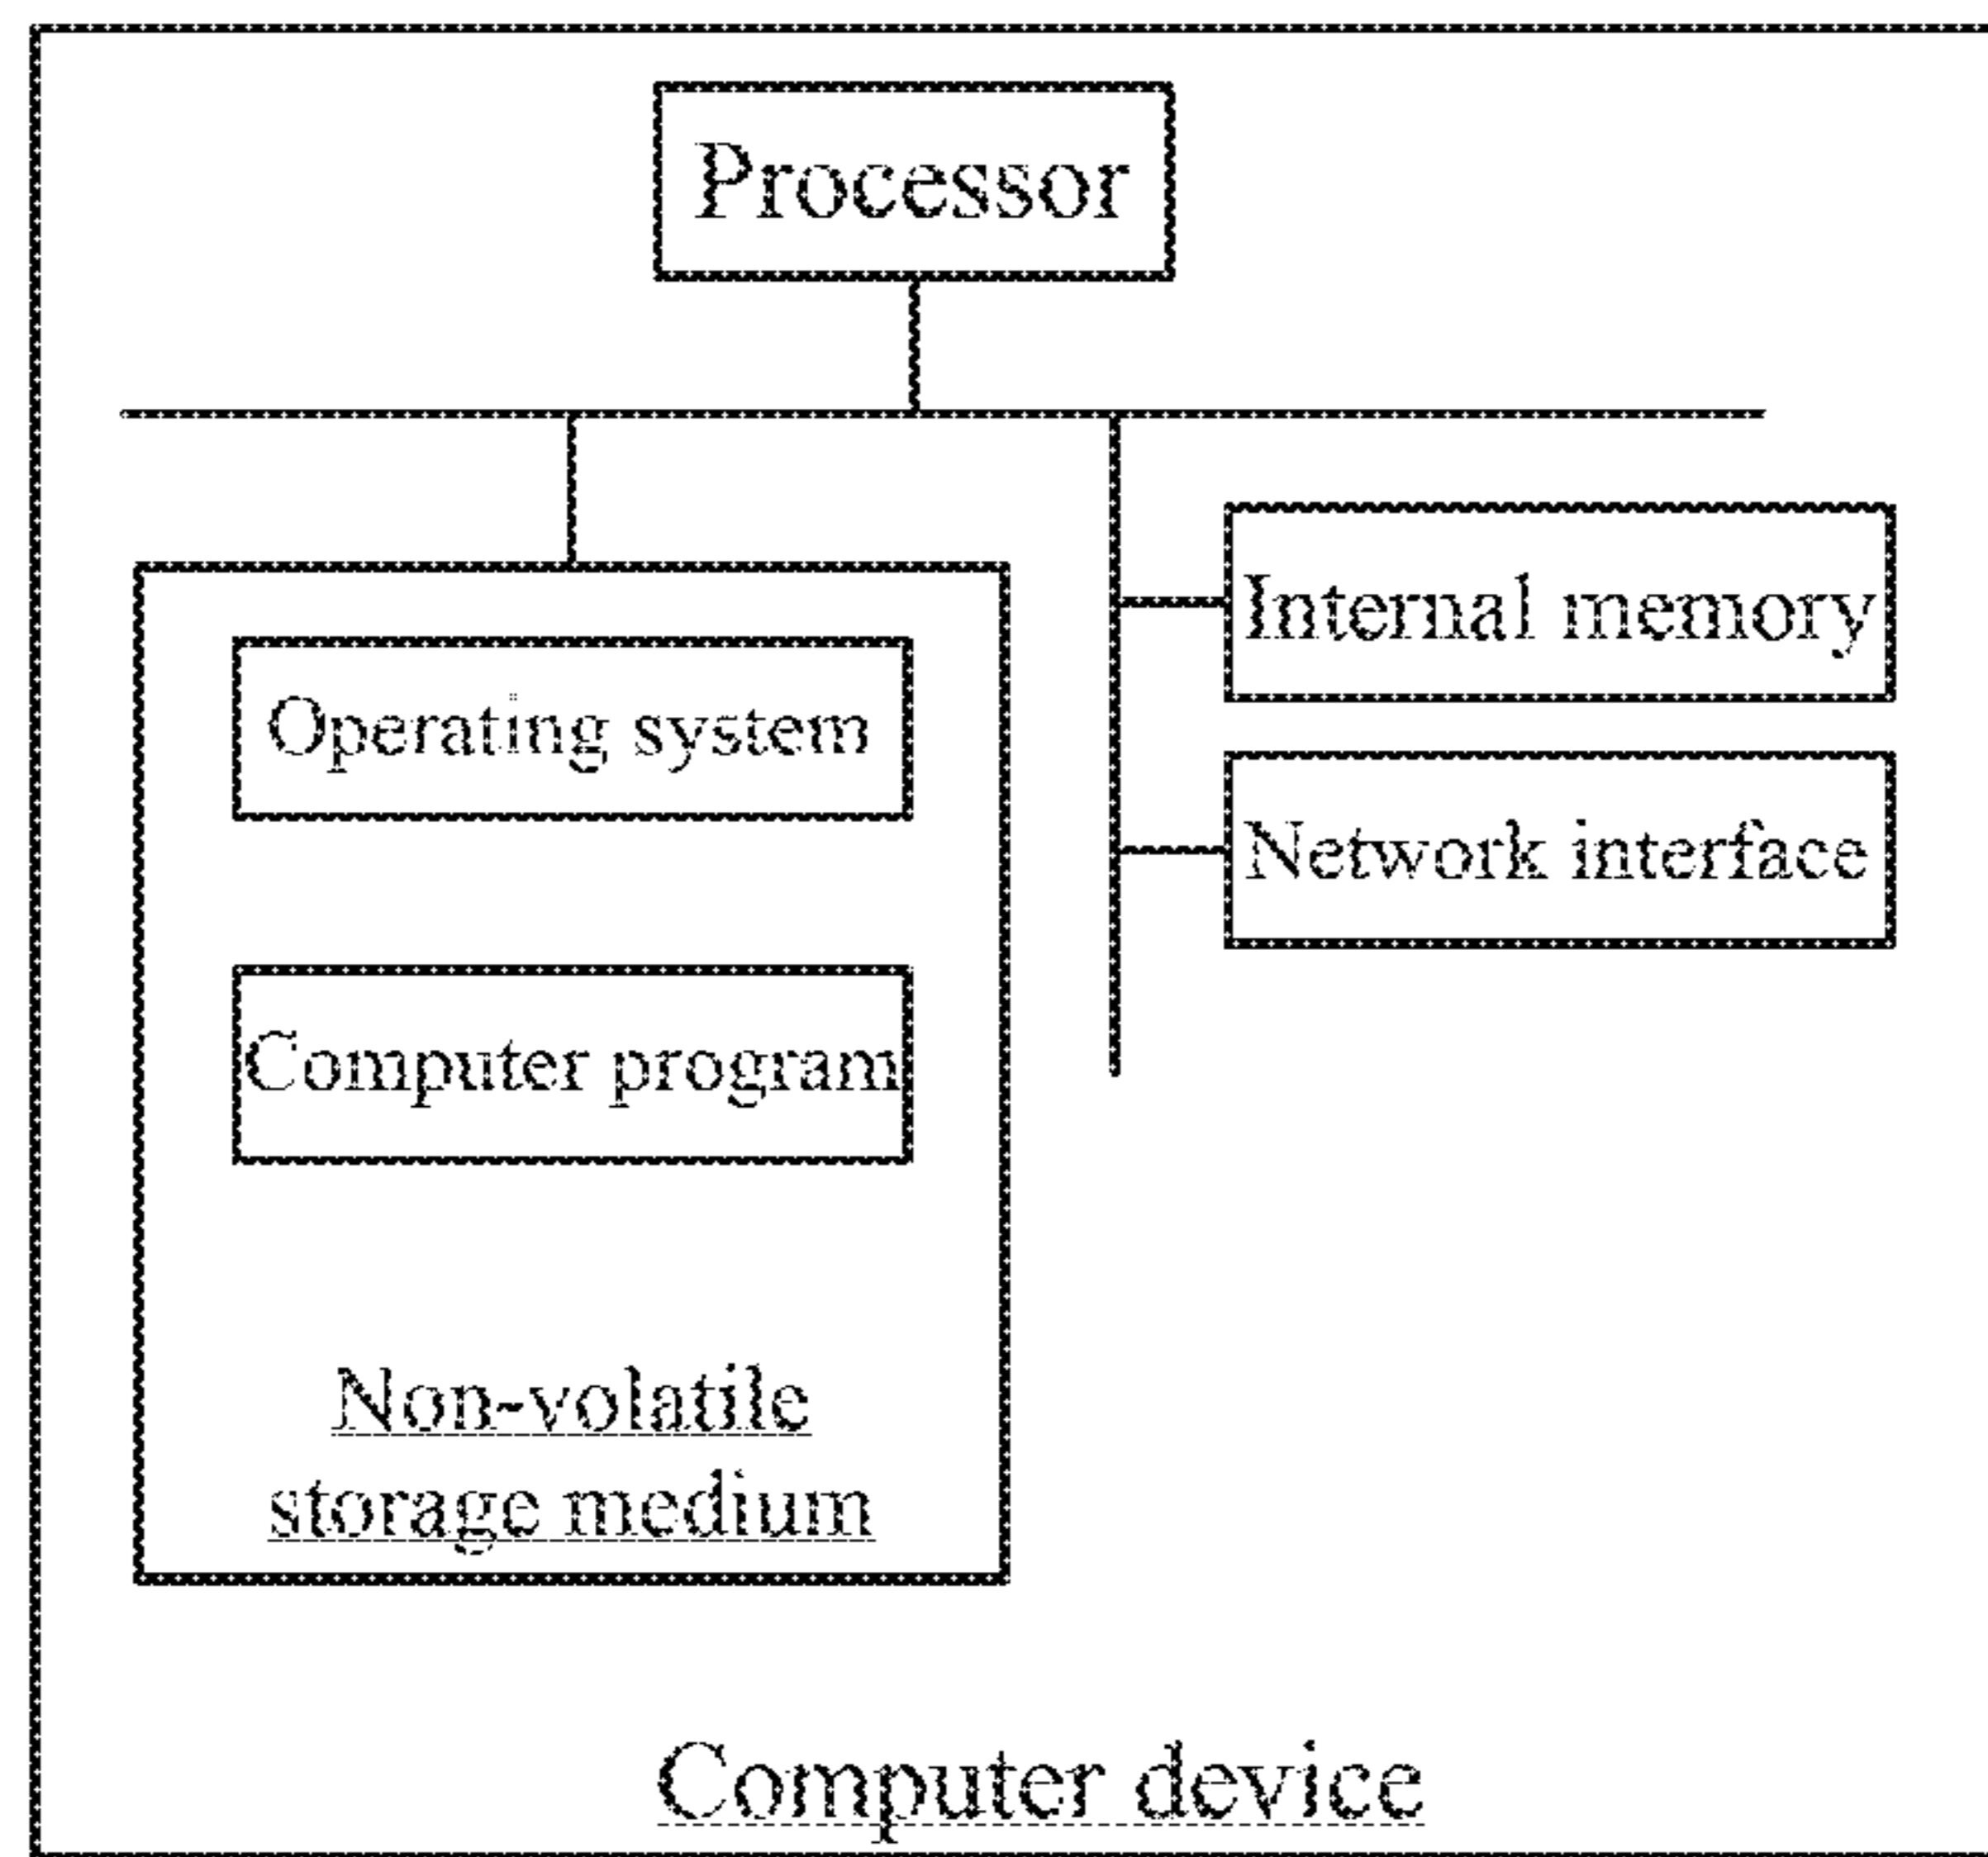 Processor
Internal memory
Operating system
Network interface
Computer program
Non-volatile
storage medium
Computer device